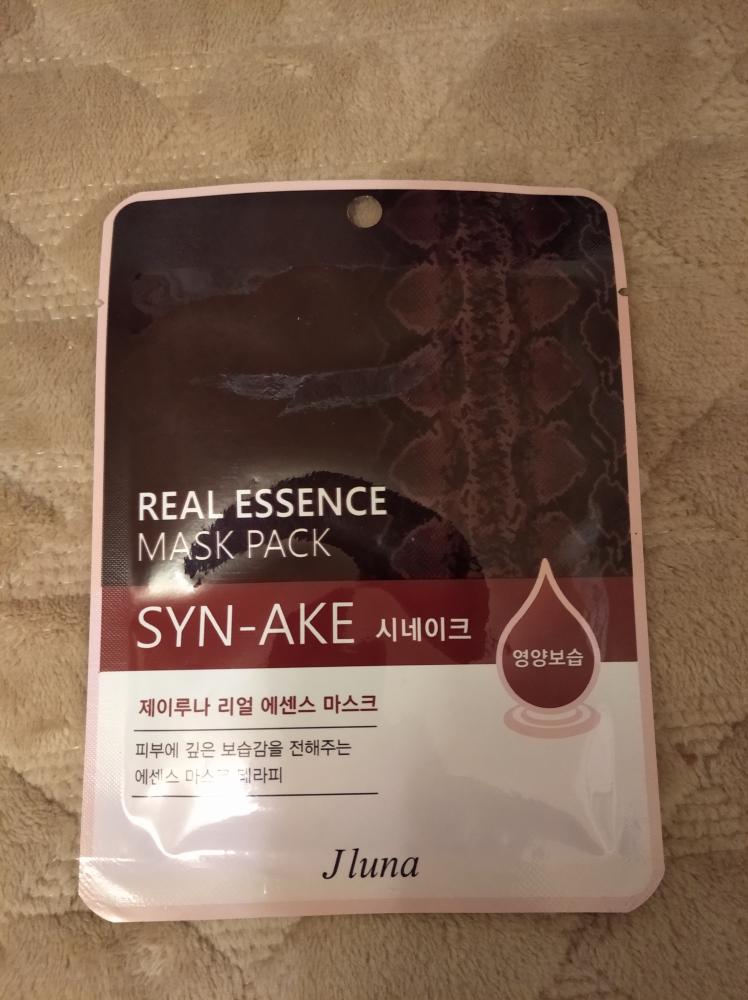 REAL ESSENCE
MASK PACK
SYN-AKE 시네이크
영양보습
제이루나 리얼 에센스 마스크
피부에 깊은 보습감을 전해주는
에센스 마스크 테라피
Jluna